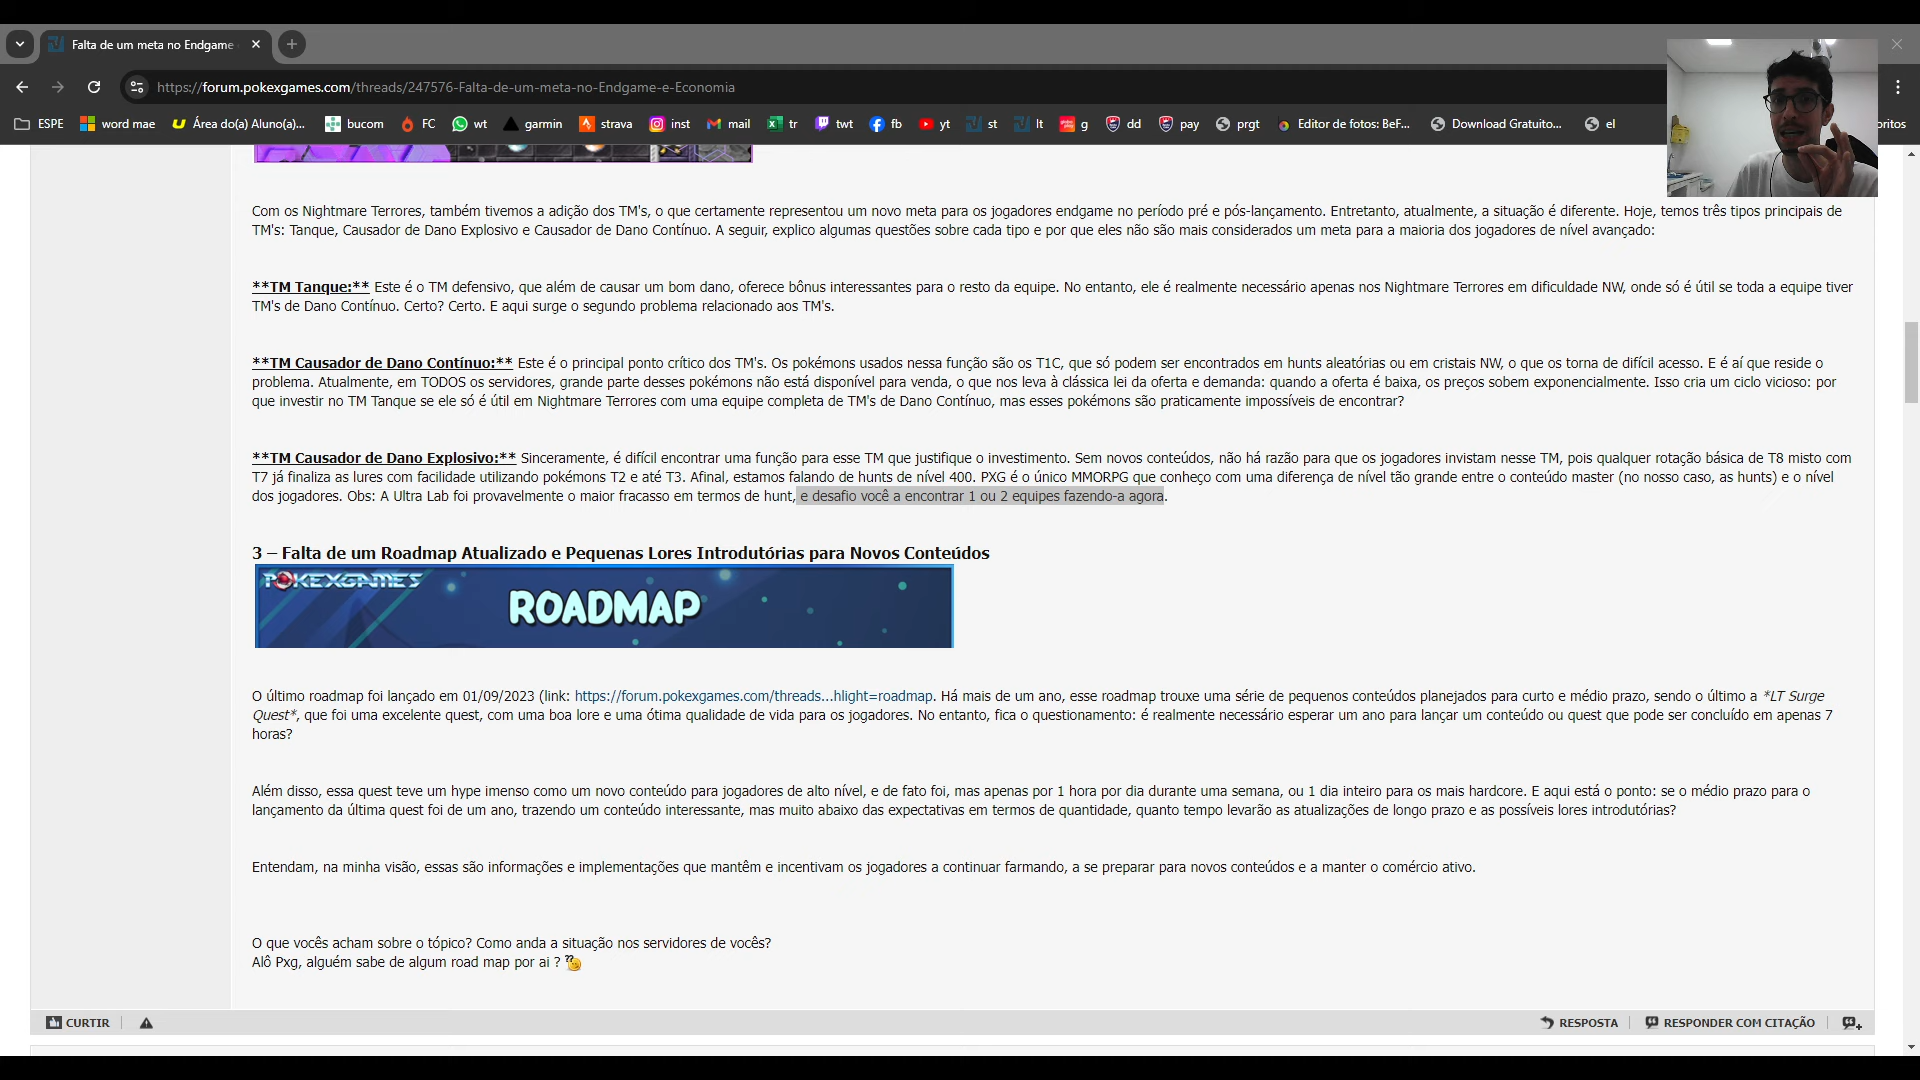 Falta de um meta no Endgame
https://forum.pokexgames.com/threads/247576-Falta-de-um-meta-no-Endgame-e-Economia
ESPE
word mae
Área do(a) Aluno(a)...
bucom
FC
wt
garmin
strava
inst
mail
tr
twt
fb
yt
st
lt
g
dd
pay
prgt
Editor de fotos: BeF...
Download Gratuito...
el
oritos
Com os Nightmare Terrores, também tivemos a adição dos TM's, o que certamente representou um novo meta para os jogadores endgame no período pré e pós-lançamento. Entretanto, atualmente, a situação é diferente. Hoje, temos três tipos principais de
TM's: Tanque, Causador de Dano Explosivo e Causador de Dano Contínuo. A seguir, explico algumas questões sobre cada tipo e por que eles não são mais considerados um meta para a maioria dos jogadores de nível avançado:
**TM Tanque:** Este é o TM defensivo, que além de causar um bom dano, oferece bônus interessantes para o resto da equipe. No entanto, ele é realmente necessário apenas nos Nightmare Terrores em dificuldade NW, onde só é útil se toda a equipe tiver
TM's de Dano Contínuo. Certo? Certo. E aqui surge o segundo problema relacionado aos TM's.
**TM Causador de Dano Contínuo:** Este é o principal ponto crítico dos TM's. Os pokémons usados nessa função são os T1C, que só podem ser encontrados em hunts aleatórias ou em cristais NW, o que os torna de difícil acesso. E é aí que reside o
problema. Atualmente, em TODOS os servidores, grande parte desses pokémons não está disponível para venda, o que nos leva à clássica lei da oferta e demanda: quando a oferta é baixa, os preços sobem exponencialmente. Isso cria um ciclo vicioso: por
que investir no TM Tanque se ele só é útil em Nightmare Terrores com uma equipe completa de TM's de Dano Contínuo, mas esses pokémons são praticamente impossíveis de encontrar?
**TM Causador de Dano Explosivo:** Sinceramente, é difícil encontrar uma função para esse TM que justifique o investimento. Sem novos conteúdos, não há razão para que os jogadores invistam nesse TM, pois qualquer rotação básica de T8 misto com
T7 já finaliza as lures com facilidade utilizando pokémons T2 e até T3. Afinal, estamos falando de hunts de nível 400. PXG é o único MMORPG que conheço com uma diferença de nível tão grande entre o conteúdo master (no nosso caso, as hunts) e o nível
dos jogadores. Obs: A Ultra Lab foi provavelmente o maior fracasso em termos de hunt, e desafio você a encontrar 1 ou 2 equipes fazendo-a agora.
3 – Falta de um Roadmap Atualizado e Pequenas Lores Introdutórias para Novos Conteúdos
POKEXGAMES
ROADMAP
O último roadmap foi lançado em 01/09/2023 (link: https://forum.pokexgames.com/threads...hlight=roadmap. Há mais de um ano, esse roadmap trouxe uma série de pequenos conteúdos planejados para curto e médio prazo, sendo o último a *LT Surge
Quest*, que foi uma excelente quest, com uma boa lore e uma ótima qualidade de vida para os jogadores. No entanto, fica o questionamento: é realmente necessário esperar um ano para lançar um conteúdo ou quest que pode ser concluído em apenas 7
horas?
Além disso, essa quest teve um hype imenso como um novo conteúdo para jogadores de alto nível, e de fato foi, mas apenas por 1 hora por dia durante uma semana, ou 1 dia inteiro para os mais hardcore. E aqui está o ponto: se o médio prazo para o
lançamento da última quest foi de um ano, trazendo um conteúdo interessante, mas muito abaixo das expectativas em termos de quantidade, quanto tempo levarão as atualizações de longo prazo e as possíveis lores introdutórias?
Entendam, na minha visão, essas são informações e implementações que mantêm e incentivam os jogadores a continuar farmando, a se preparar para novos conteúdos e a manter o comércio ativo.
O que vocês acham sobre o tópico? Como anda a situação nos servidores de vocês?
Alô Pxg, alguém sabe de algum road map por ai ?
CURTIR
RESPOSTA
RESPONDER COM CITAÇÃO